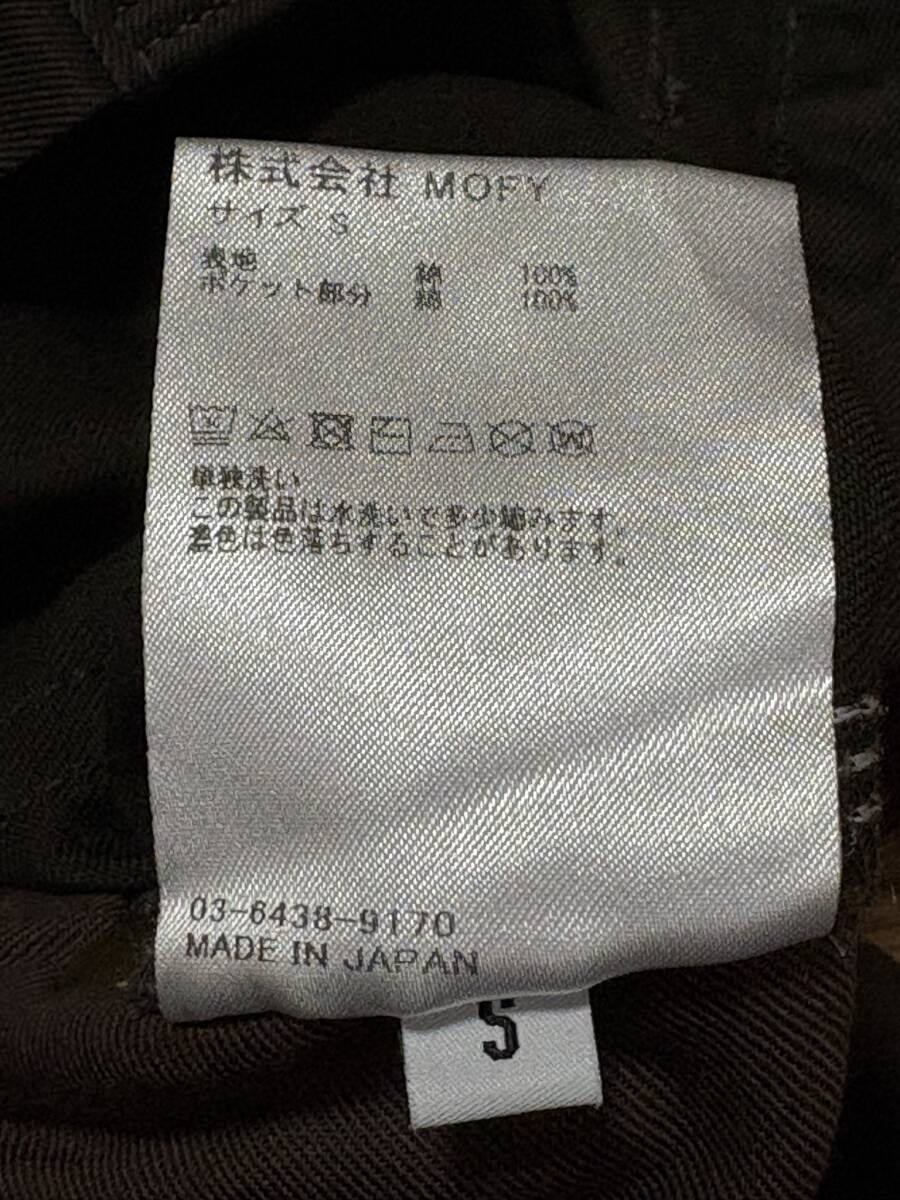 株式会社 MOFY
サイズ S
表地 綿 100%
ポケット部分 綿 100%
単独洗い
この製品は水洗いで多少縮みます。
濃色は色落ちすることがあります。
03-6438-9170
MADE IN JAPAN
S